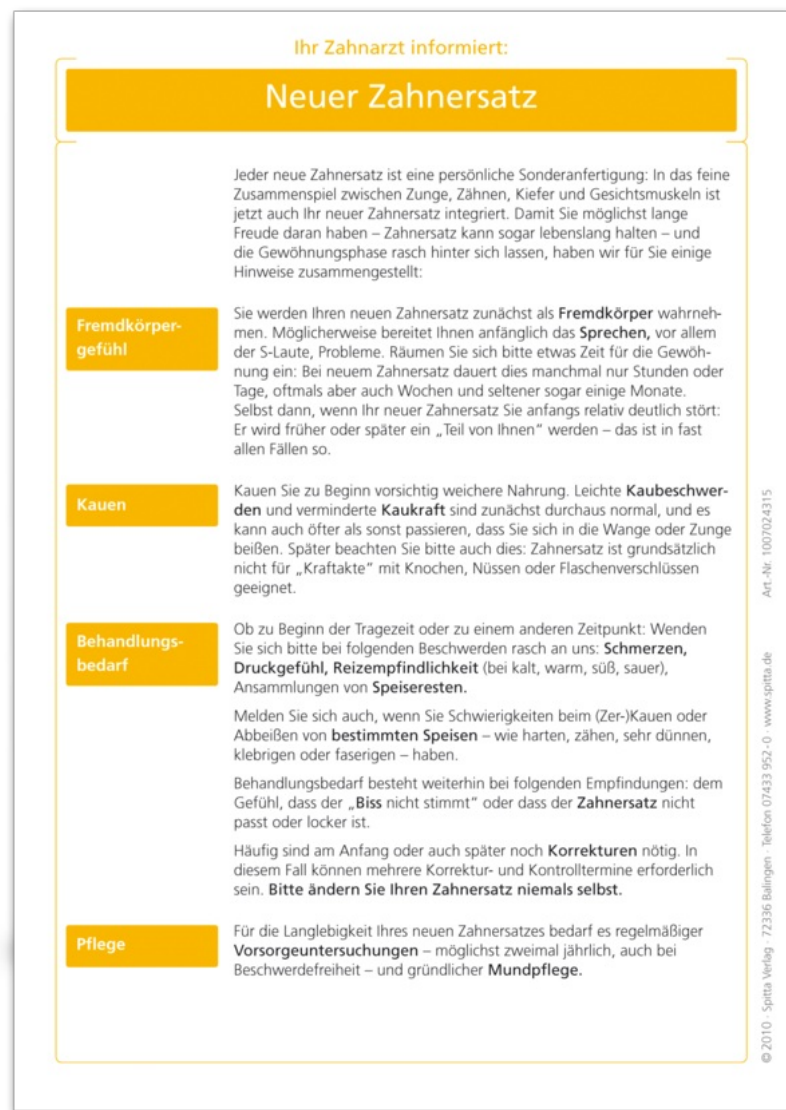 Ihr Zahnarzt informiert:
Neuer Zahnersatz
Jeder neue Zahnersatz ist eine persönliche Sonderanfertigung: In das feine
Zusammenspiel zwischen Zunge, Zähnen, Kiefer und Gesichtsmuskeln ist
jetzt auch Ihr neuer Zahnersatz integriert. Damit Sie möglichst lange
Freude daran haben – Zahnersatz kann sogar lebenslang halten – und
die Gewöhnungsphase rasch hinter sich lassen, haben wir für Sie einige
Hinweise zusammengestellt:
Fremdkörper-
gefühl
Sie werden Ihren neuen Zahnersatz zunächst als Fremdkörper wahrneh-
men. Möglicherweise bereitet Ihnen anfänglich das Sprechen, vor allem
der S-Laute, Probleme. Räumen Sie sich bitte etwas Zeit für die Gewöh-
nung ein: Bei neuem Zahnersatz dauert dies manchmal nur Stunden oder
Tage, oftmals aber auch Wochen und seltener sogar einige Monate.
Selbst dann, wenn Ihr neuer Zahnersatz Sie anfangs relativ deutlich stört:
Er wird früher oder später ein „Teil von Ihnen“ werden – das ist in fast
allen Fällen so.
Kauen
Kauen Sie zu Beginn vorsichtig weichere Nahrung. Leichte Kaubeschwer-
den und verminderte Kaukraft sind zunächst durchaus normal, und es
kann auch öfter als sonst passieren, dass Sie sich in die Wange oder Zunge
beißen. Später beachten Sie bitte auch dies: Zahnersatz ist grundsätzlich
nicht für „Kraftakte“ mit Knochen, Nüssen oder Flaschenverschlüssen
geeignet.
Behandlungs-
bedarf
Ob zu Beginn der Tragezeit oder zu einem anderen Zeitpunkt: Wenden
Sie sich bitte bei folgenden Beschwerden rasch an uns: Schmerzen,
Druckgefühl, Reizempfindlichkeit (bei kalt, warm, süß, sauer),
Ansammlungen von Speiseresten.
Melden Sie sich auch, wenn Sie Schwierigkeiten beim (Zer-)Kauen oder
Abbeißen von bestimmten Speisen – wie harten, zähen, sehr dünnen,
klebrigen oder faserigen – haben.
Behandlungsbedarf besteht weiterhin bei folgenden Empfindungen: dem
Gefühl, dass der „Biss nicht stimmt“ oder dass der Zahnersatz nicht
passt oder locker ist.
Häufig sind am Anfang oder auch später noch Korrekturen nötig. In
diesem Fall können mehrere Korrektur- und Kontrolltermine erforderlich
sein. Bitte ändern Sie Ihren Zahnersatz niemals selbst.
Pflege
Für die Langlebigkeit Ihres neuen Zahnersatzes bedarf es regelmäßiger
Vorsorgeuntersuchungen – möglichst zweimal jährlich, auch bei
Beschwerdefreiheit – und gründlicher Mundpflege.
© 2010 · Spitta Verlag · 72336 Balingen · Telefon 07433 952-0 · www.spitta.de Art.-Nr. 1007024315